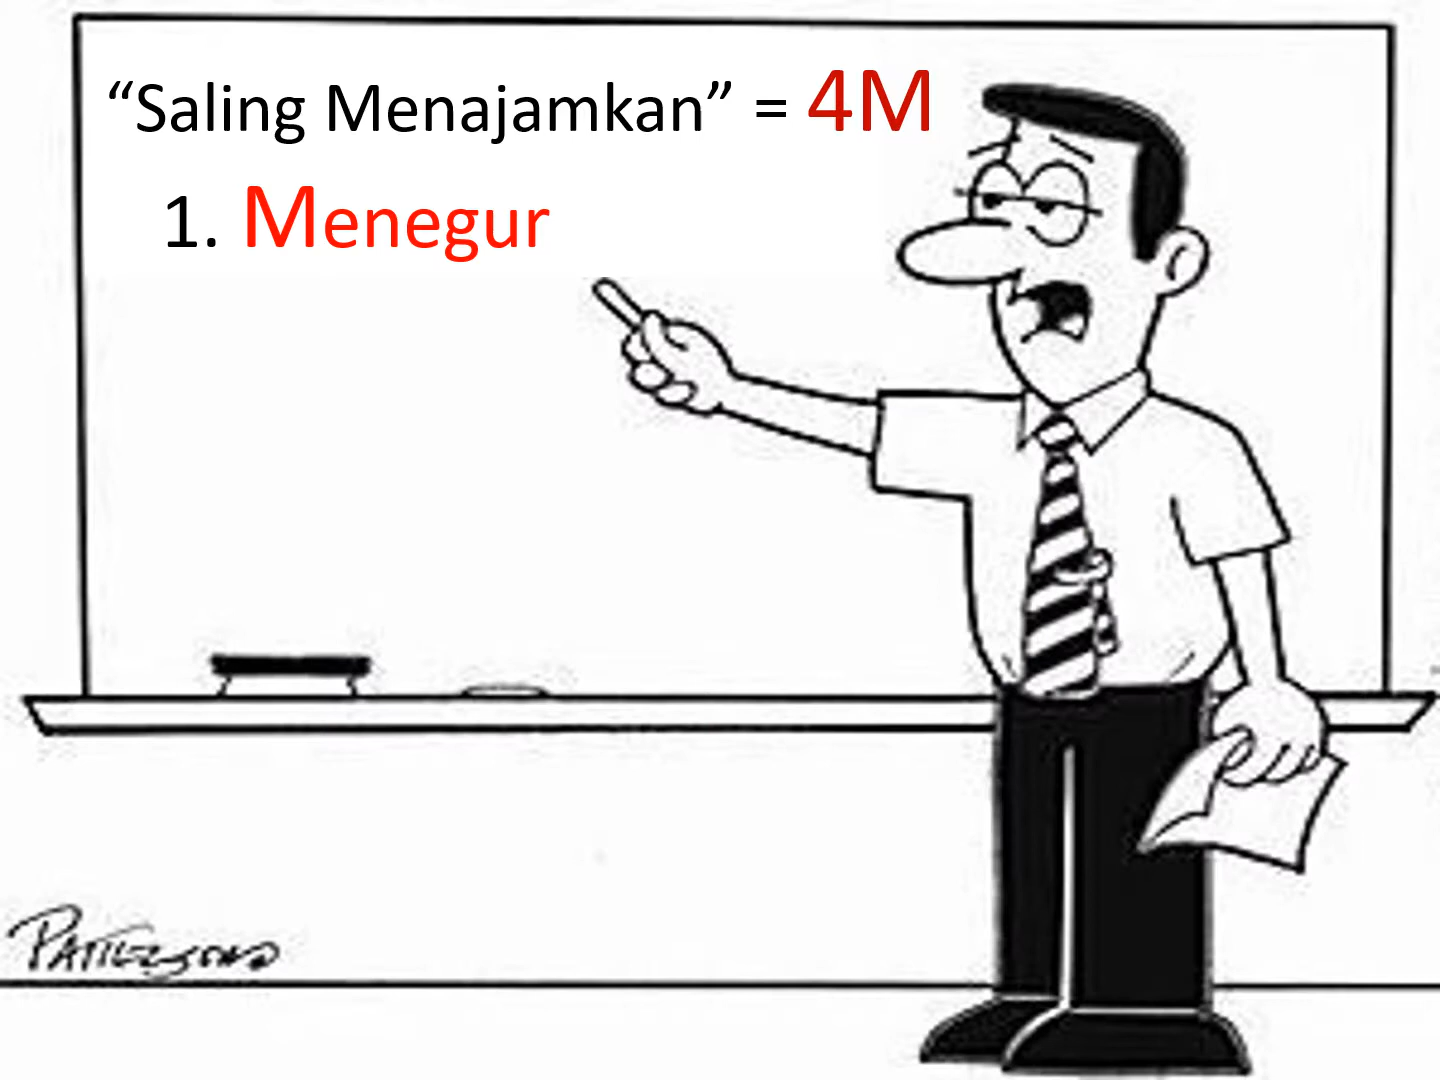 “Saling Menajamkan” = 4M
1. Menegur